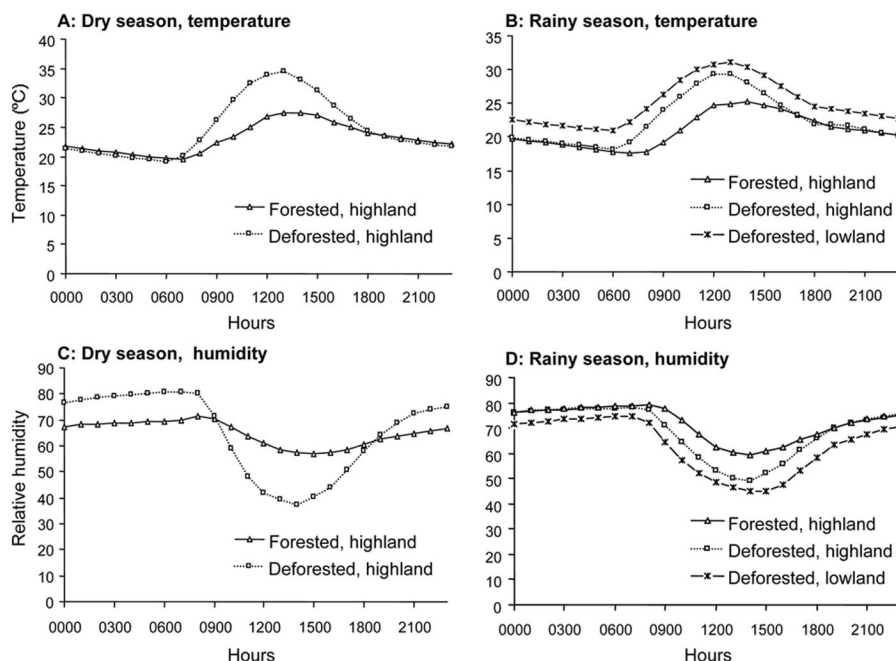 A: Dry season, temperature
Temperature (ºC)
40
35
30
25
20
15
10
5
0
0000 0300 0600 0900 1200 1500 1800 2100
Hours
Forested, highland
Deforested, highland
B: Rainy season, temperature
35
30
25
20
15
10
5
0
0000 0300 0600 0900 1200 1500 1800 2100
Hours
Forested, highland
Deforested, highland
Deforested, lowland
C: Dry season, humidity
Relative humidity
90
80
70
60
50
40
30
20
10
0
0000 0300 0600 0900 1200 1500 1800 2100
Hours
Forested, highland
Deforested, highland
D: Rainy season, humidity
90
80
70
60
50
40
30
20
10
0
0000 0300 0600 0900 1200 1500 1800 2100
Hours
Forested, highland
Deforested, highland
Deforested, lowland